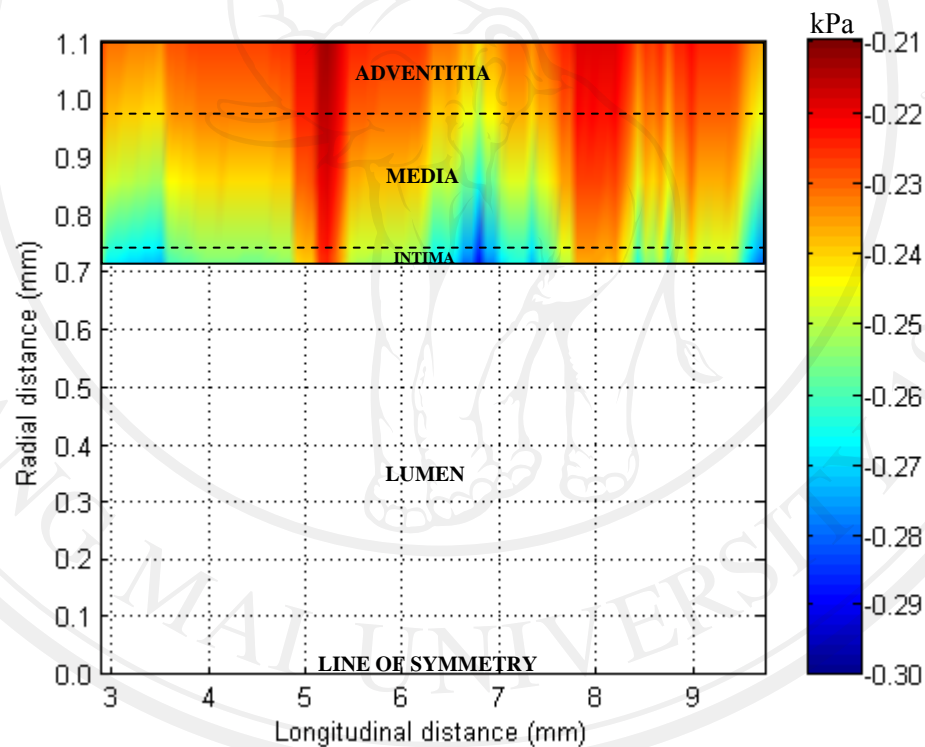 kPa
1.1
1.0
0.9
0.8
0.7
0.6
0.5
0.4
0.3
0.2
0.1
0.0
Radial distance (mm)
ADVENTITIA
MEDIA
INTIMA
LUMEN
LINE OF SYMMETRY
3 4 5 6 7 8 9
Longitudinal distance (mm)
-0.21
-0.22
-0.23
-0.24
-0.25
-0.26
-0.27
-0.28
-0.29
-0.30
MAI UNIVERSITY